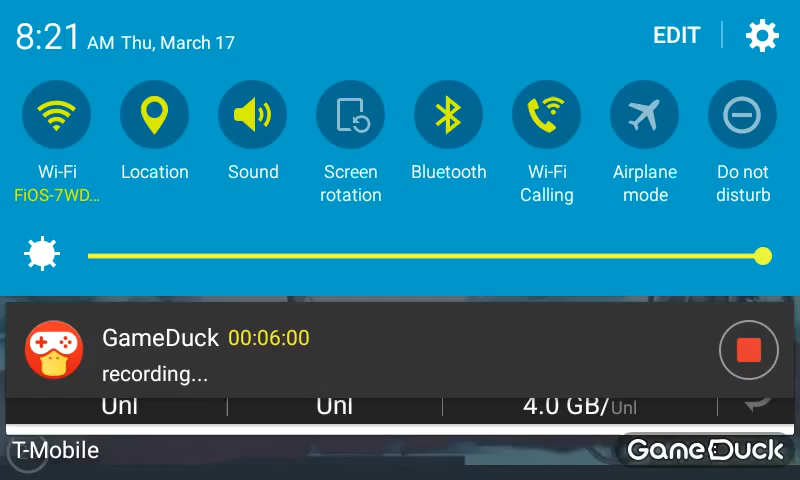 8:21 AM Thu, March 17
EDIT
Wi-Fi
FiOS-7WD...
Location
Sound
Screen
rotation
Bluetooth
Wi-Fi
Calling
Airplane
mode
Do not
disturb
GameDuck 00:06:00
recording...
Unl Unl 4.0 GB/Unl
T-Mobile
GameDuck